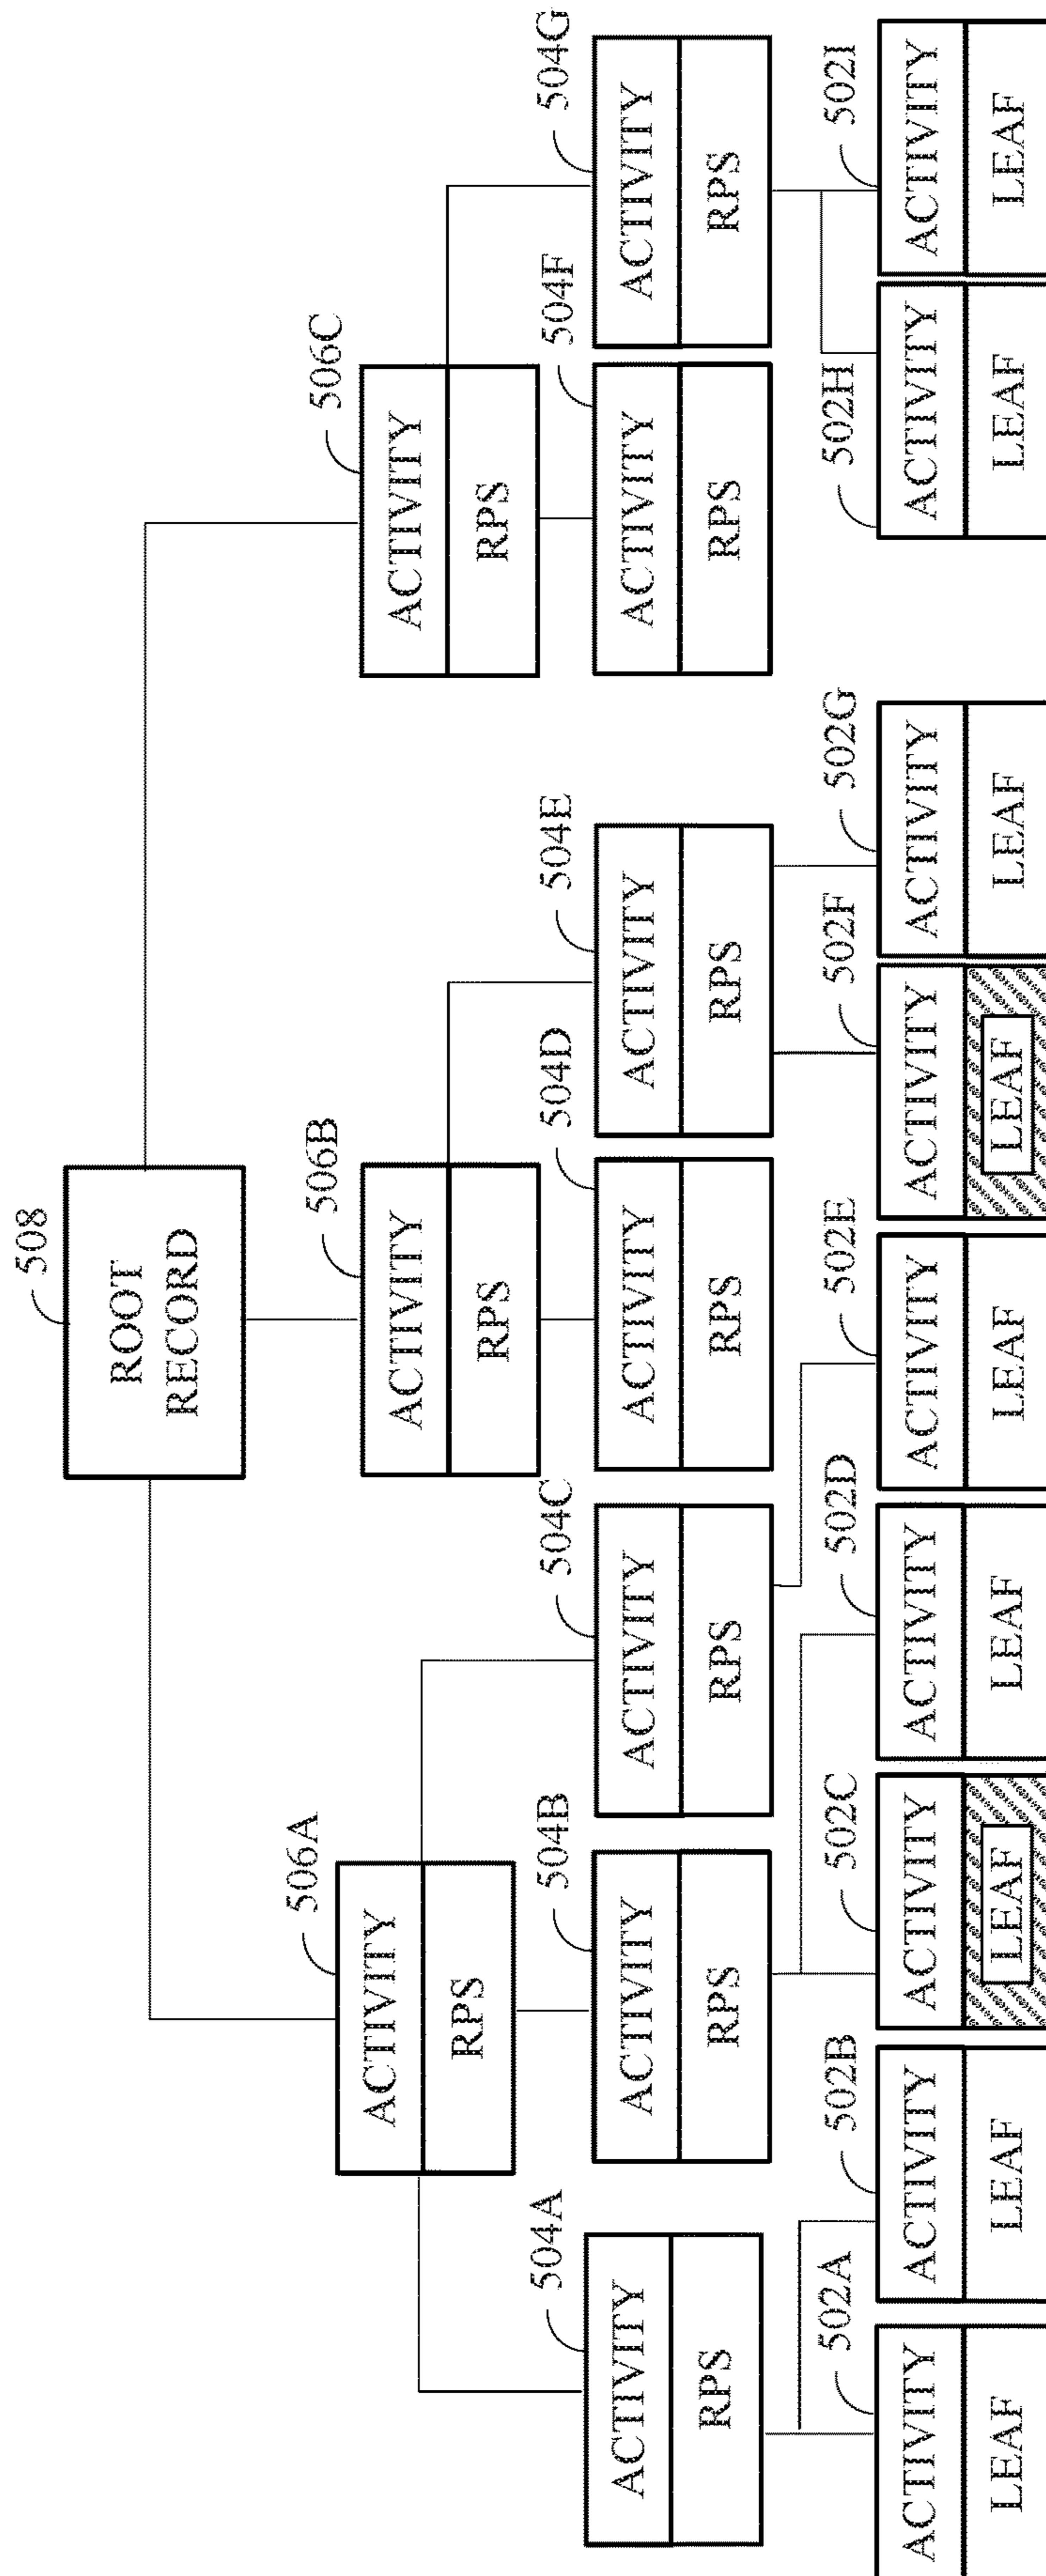 508
ROOT
RECORD
506A
ACTIVITY
RPS
506B
ACTIVITY
RPS
506C
ACTIVITY
RPS
504A
ACTIVITY
RPS
504B
ACTIVITY
RPS
504C
ACTIVITY
RPS
504D
ACTIVITY
RPS
504E
ACTIVITY
RPS
504F
ACTIVITY
RPS
504G
ACTIVITY
RPS
502A
ACTIVITY
LEAF
502B
ACTIVITY
LEAF
502C
ACTIVITY
LEAF
502D
ACTIVITY
LEAF
502E
ACTIVITY
LEAF
502F
ACTIVITY
LEAF
502G
ACTIVITY
LEAF
502H
ACTIVITY
LEAF
502I
ACTIVITY
LEAF